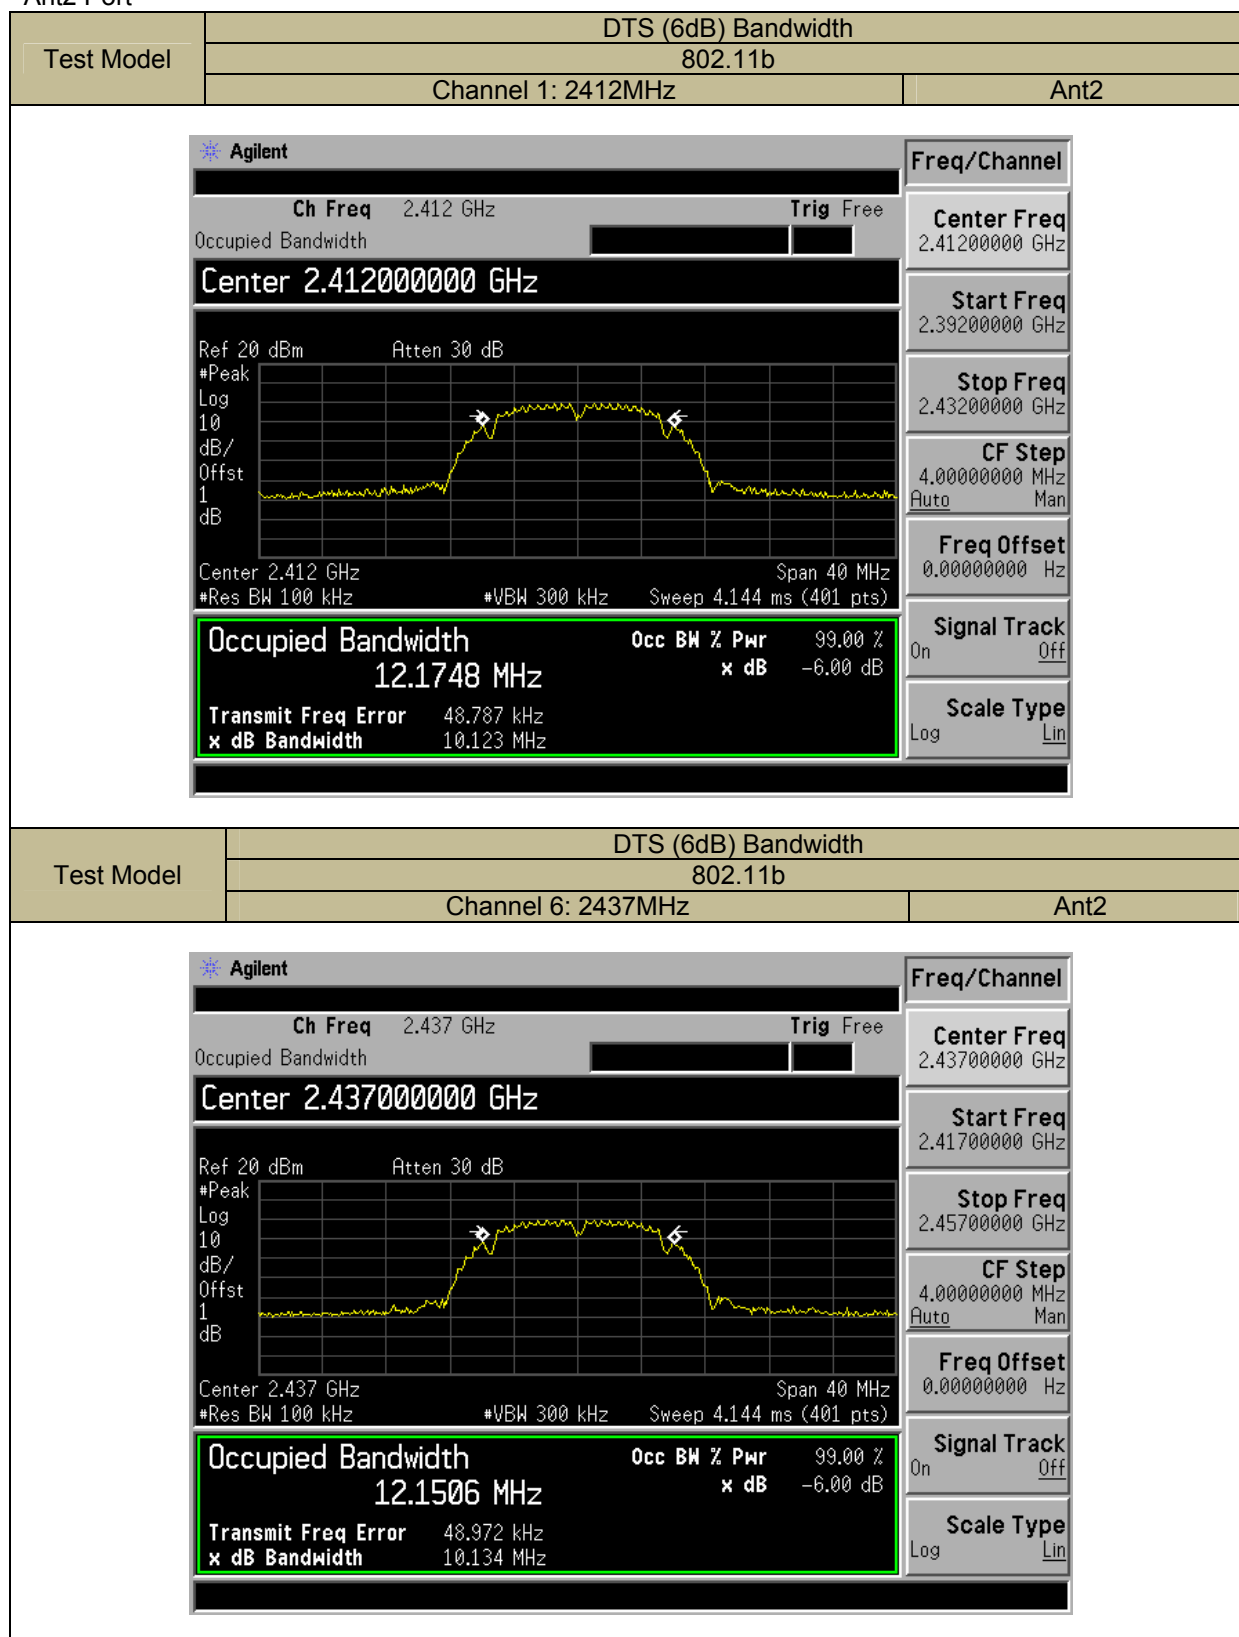 Ant2 Port
Test Model
DTS (6dB) Bandwidth
802.11b
Channel 1: 2412MHz Ant2
Agilent
Freq/Channel
Ch Freq 2.412 GHz Trig Free
Occupied Bandwidth
Center 2.412000000 GHz
Ref 20 dBm Atten 30 dB
#Peak
Log
10
dB/
Offst
1
dB
Center 2.412 GHz Span 40 MHz
#Res BW 100 kHz #VBW 300 kHz Sweep 4.144 ms (401 pts)
Occupied Bandwidth Occ BW % Pwr 99.00 %
12.1748 MHz x dB -6.00 dB
Transmit Freq Error 48.787 kHz
x dB Bandwidth 10.123 MHz
Center Freq
2.41200000 GHz
Start Freq
2.39200000 GHz
Stop Freq
2.43200000 GHz
CF Step
4.00000000 MHz
Auto Man
Freq Offset
0.00000000 Hz
Signal Track
On Off
Scale Type
Log Lin
Test Model
DTS (6dB) Bandwidth
802.11b
Channel 6: 2437MHz Ant2
Agilent
Freq/Channel
Ch Freq 2.437 GHz Trig Free
Occupied Bandwidth
Center 2.437000000 GHz
Ref 20 dBm Atten 30 dB
#Peak
Log
10
dB/
Offst
1
dB
Center 2.437 GHz Span 40 MHz
#Res BW 100 kHz #VBW 300 kHz Sweep 4.144 ms (401 pts)
Occupied Bandwidth Occ BW % Pwr 99.00 %
12.1506 MHz x dB -6.00 dB
Transmit Freq Error 48.972 kHz
x dB Bandwidth 10.134 MHz
Center Freq
2.43700000 GHz
Start Freq
2.41700000 GHz
Stop Freq
2.45700000 GHz
CF Step
4.00000000 MHz
Auto Man
Freq Offset
0.00000000 Hz
Signal Track
On Off
Scale Type
Log Lin